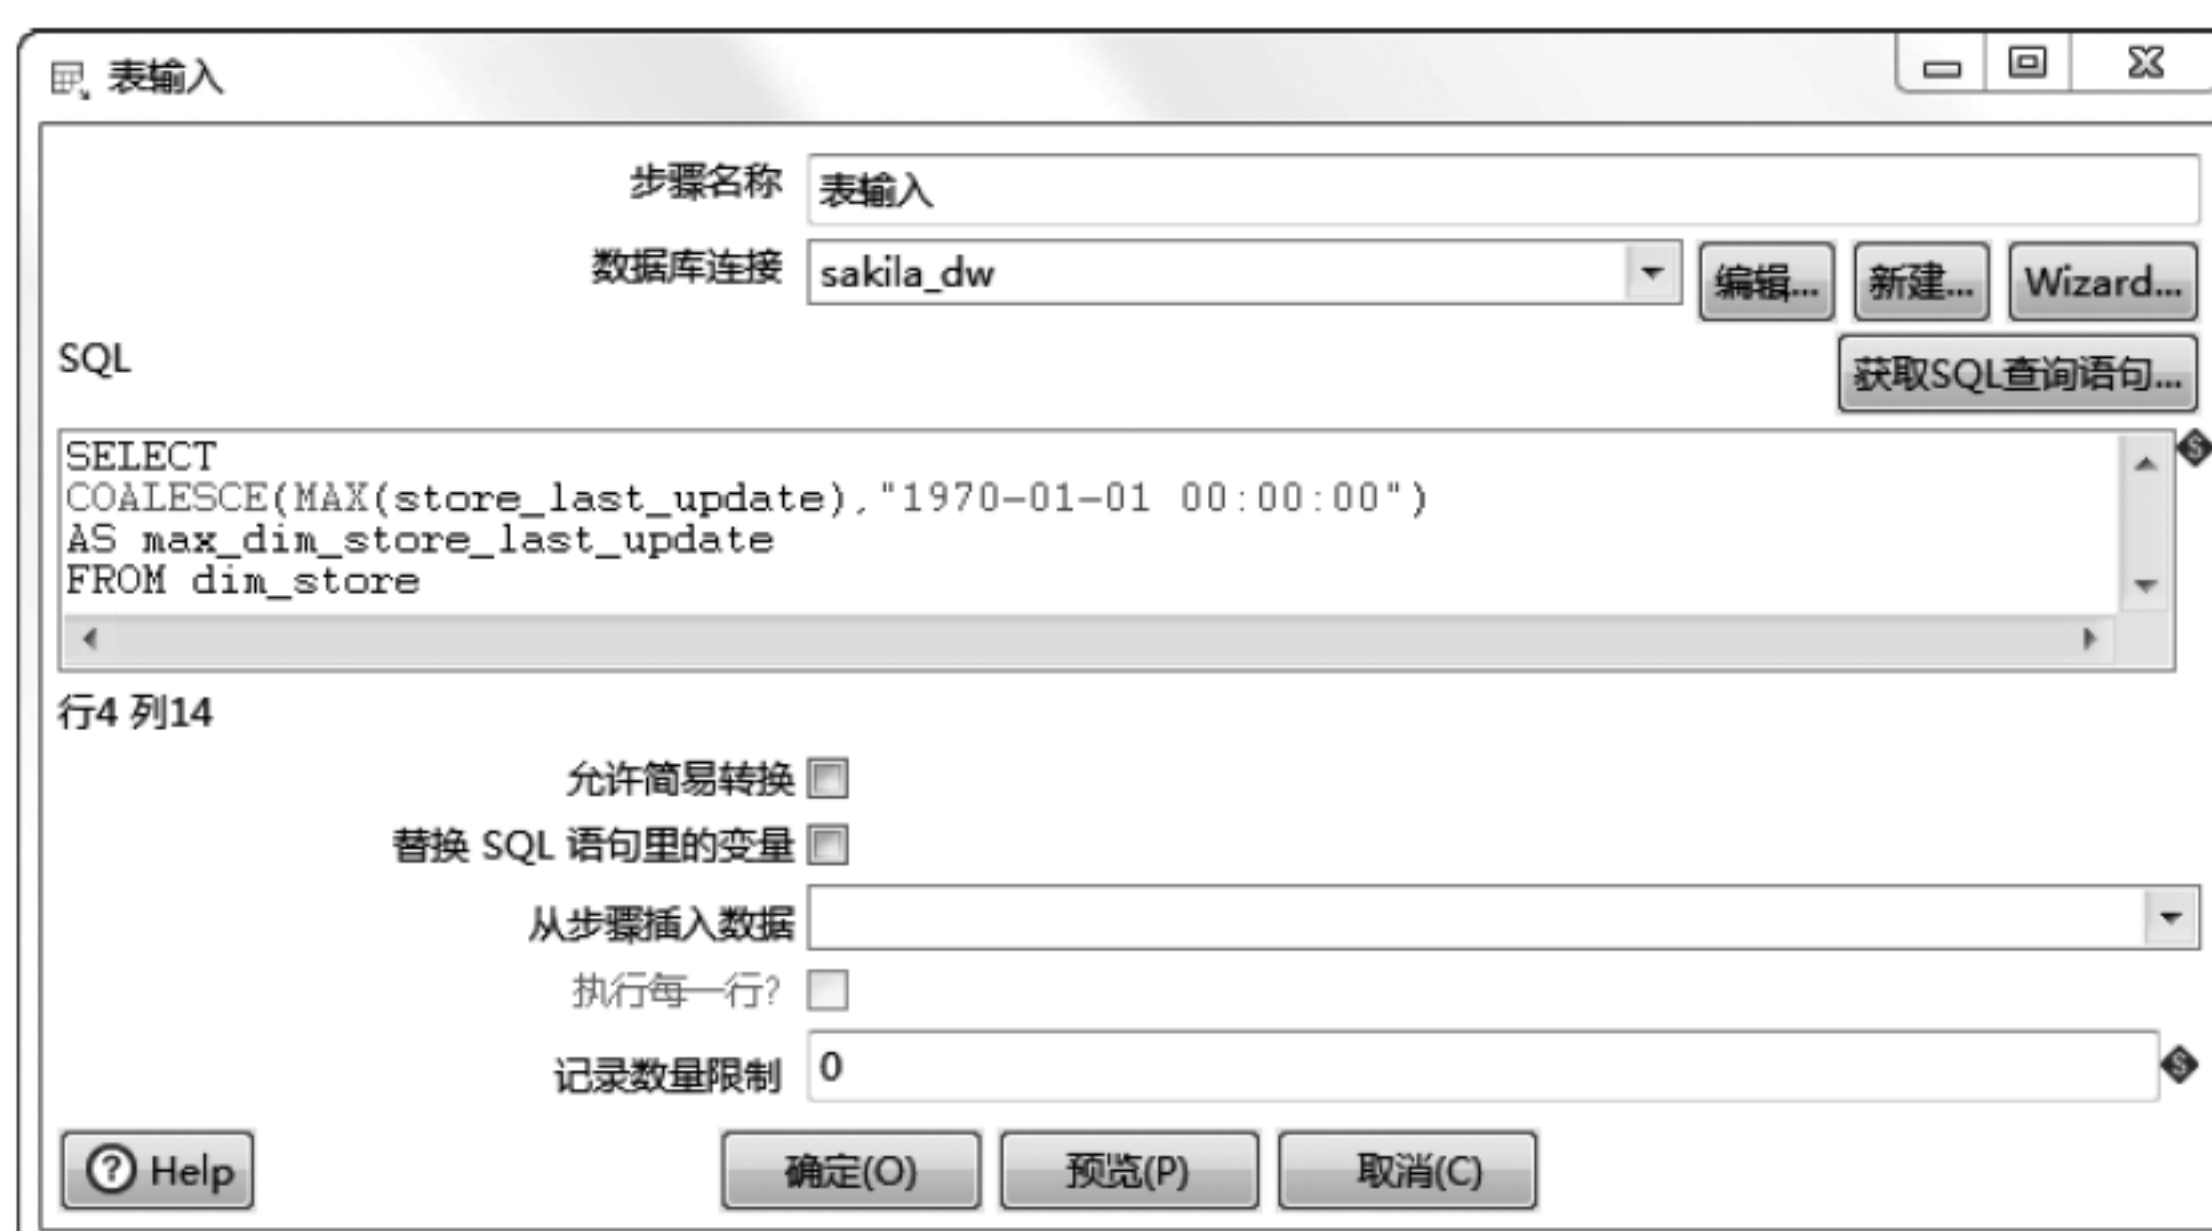 表输入
步骤名称 表输入
数据库连接 sakila_dw 编辑... 新建... Wizard...
SQL 获取SQL查询语句...
SELECT
COALESCE(MAX(store_last_update),"1970-01-01 00:00:00")
AS max_dim_store_last_update
FROM dim_store
行4 列14
允许简易转换
替换 SQL 语句里的变量
从步骤插入数据
执行每一行?
记录数量限制 0
Help 确定(O) 预览(P) 取消(C)